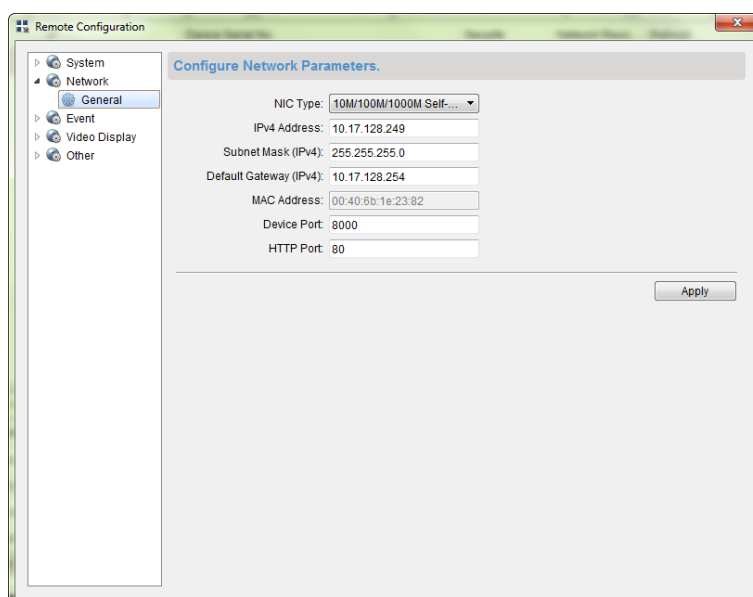 Remote Configuration
System
Network
General
Event
Video Display
Other
Configure Network Parameters.
NIC Type: 10M/100M/1000M Self-...
IPv4 Address: 10.17.128.249
Subnet Mask (IPv4): 255.255.255.0
Default Gateway (IPv4): 10.17.128.254
MAC Address: 00:40:6b:1e:23:82
Device Port: 8000
HTTP Port: 80
Apply